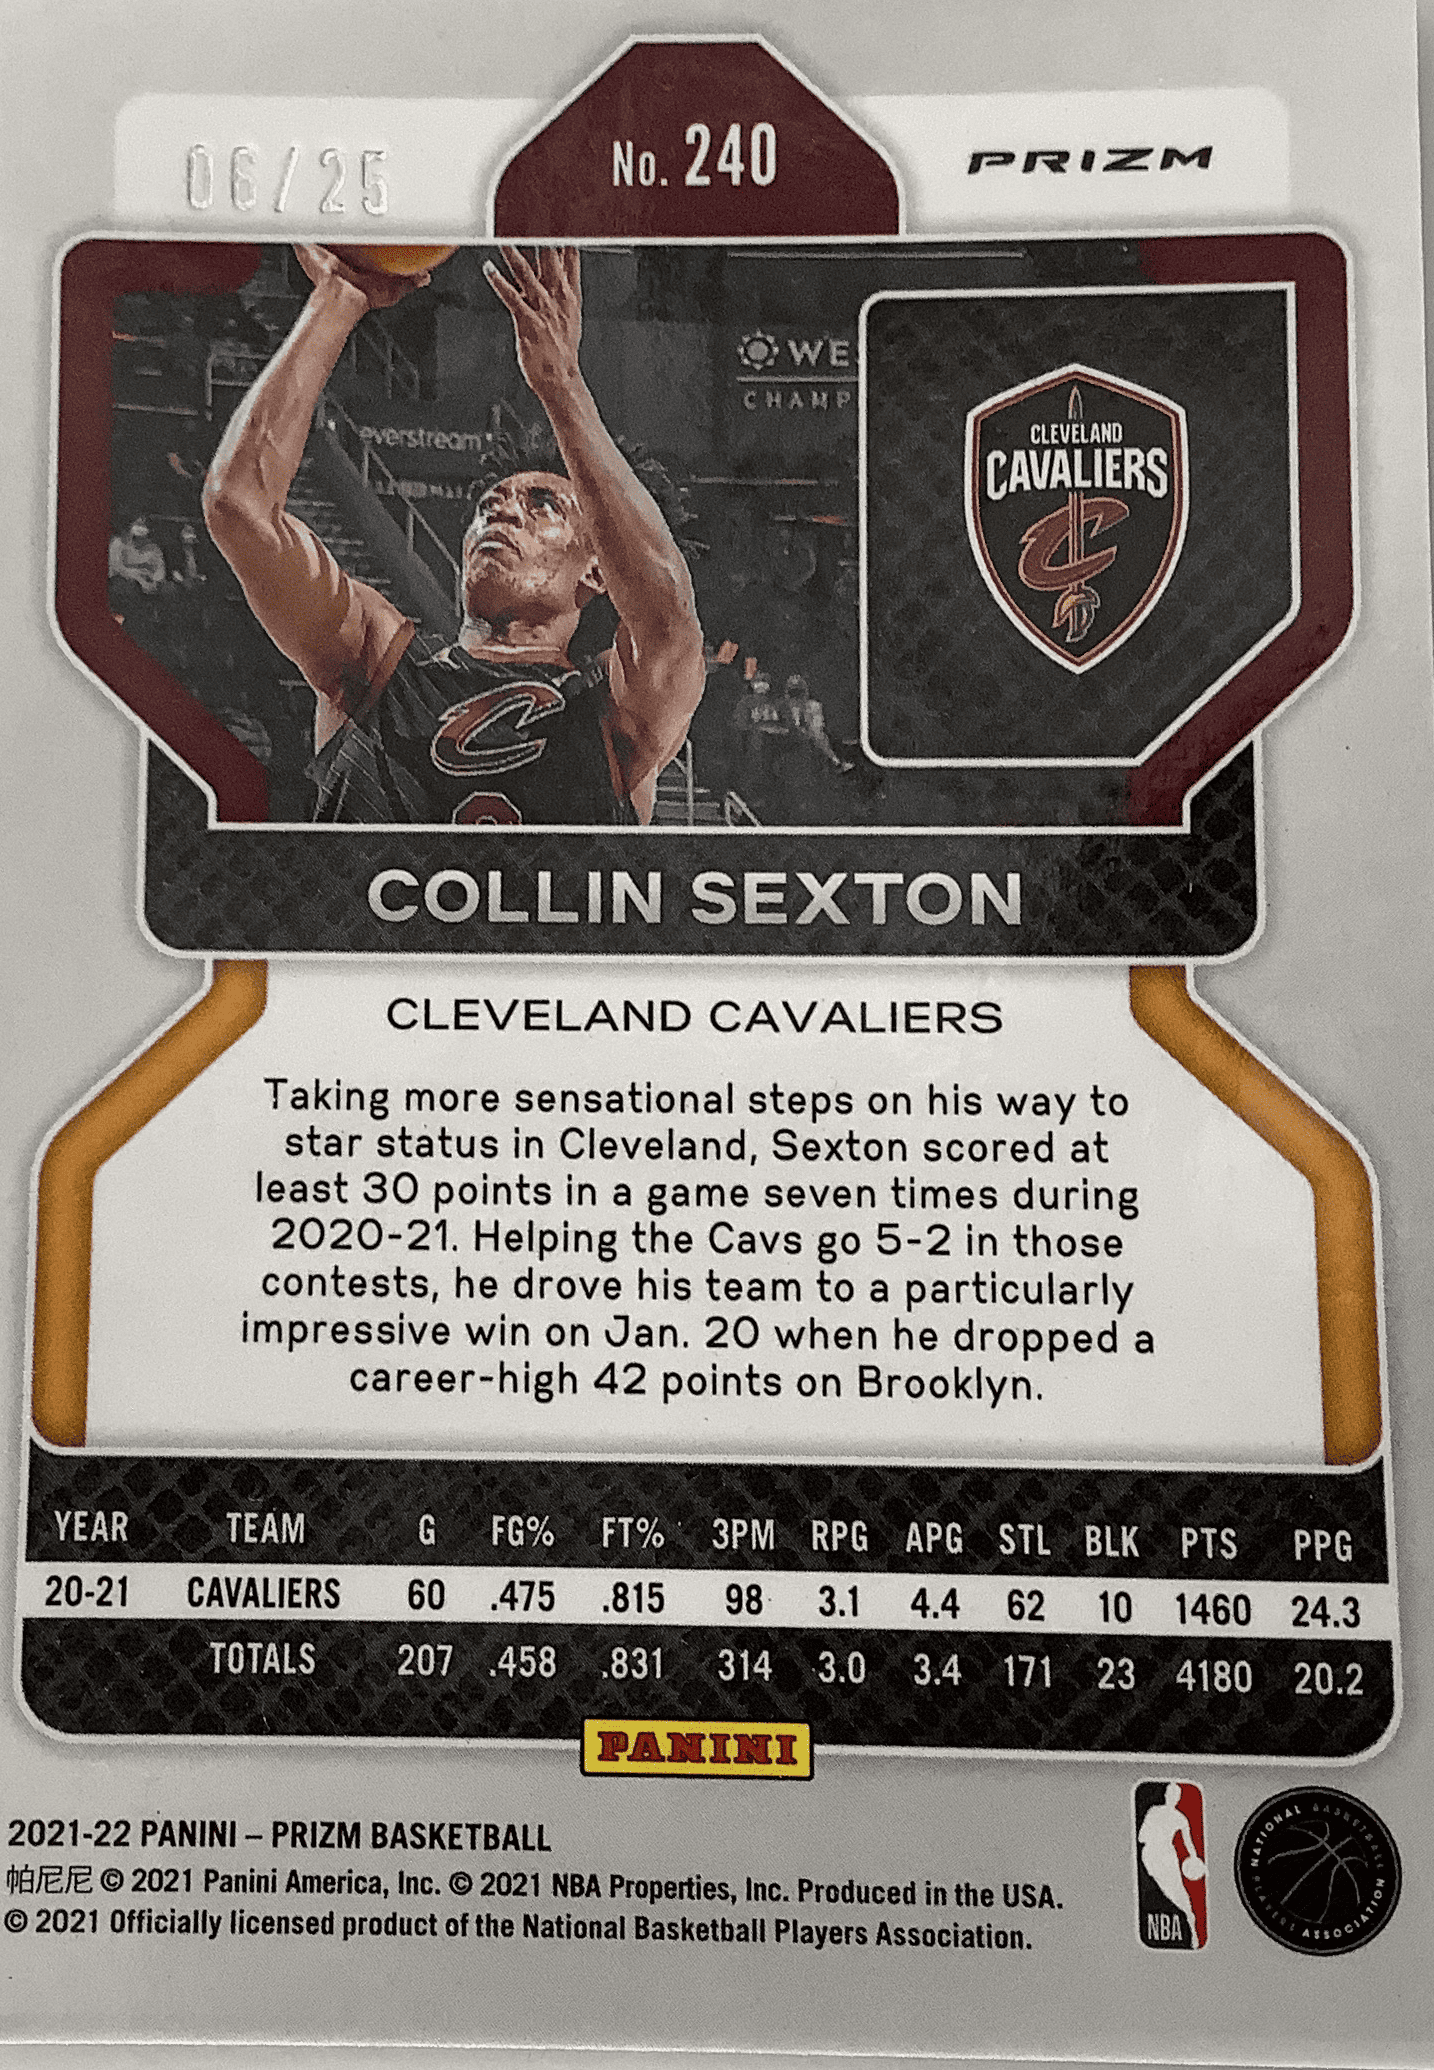 06/25
No. 240
PRIZM
WE
CHAMP
everstream
CLEVELAND
CAVALIERS
COLLIN SEXTON
CLEVELAND CAVALIERS
Taking more sensational steps on his way to
star status in Cleveland, Sexton scored at
least 30 points in a game seven times during
2020-21. Helping the Cavs go 5-2 in those
contests, he drove his team to a particularly
impressive win on Jan. 20 when he dropped a
career-high 42 points on Brooklyn.
YEAR TEAM G FG% FT% 3PM RPG APG STL BLK PTS PPG
20-21 CAVALIERS 60 .475 .815 98 3.1 4.4 62 10 1460 24.3
TOTALS 207 .458 .831 314 3.0 3.4 171 23 4180 20.2
PANINI
2021-22 PANINI – PRIZM BASKETBALL
帕尼尼 © 2021 Panini America, Inc. © 2021 NBA Properties, Inc. Produced in the USA.
© 2021 Officially licensed product of the National Basketball Players Association.
NBA
NATIONAL BASKETBALL PLAYERS ASSOCIATION